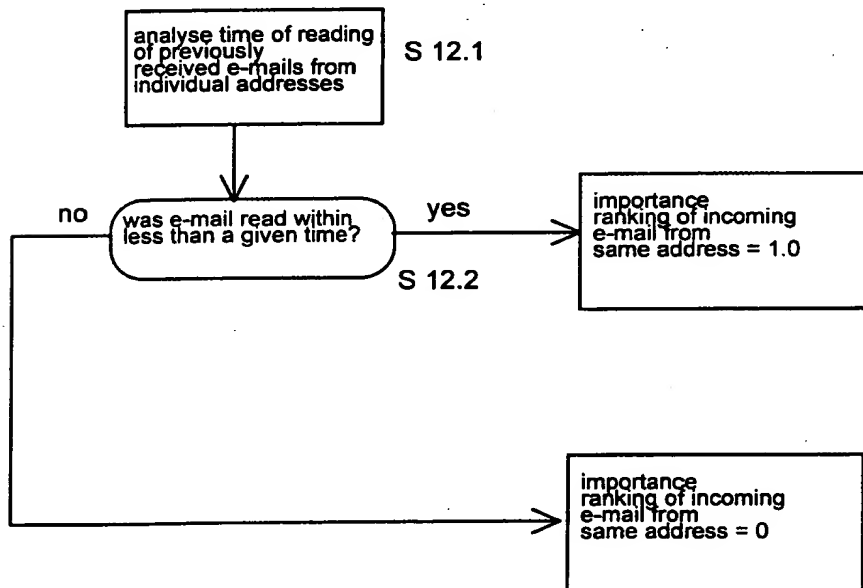 analyse time of reading
of previously
received e-mails from
individual addresses
S 12.1
no
was e-mail read within
less than a given time?
yes
S 12.2
importance
ranking of incoming
e-mail from
same address = 1.0
importance
ranking of incoming
e-mail from
same address = 0